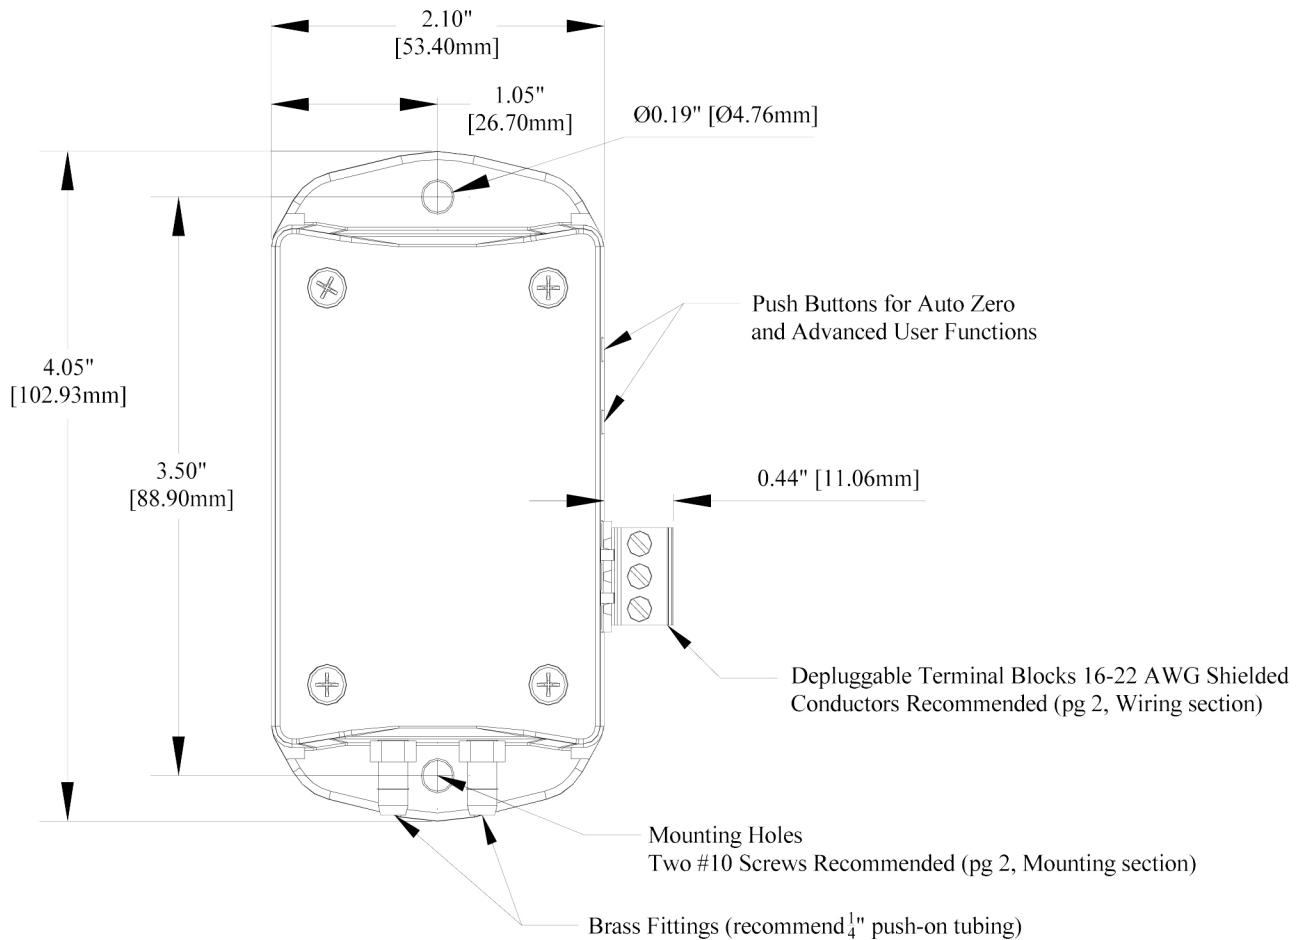 2.10"
[53.40mm]
1.05"
[26.70mm]
Ø0.19" [Ø4.76mm]
Push Buttons for Auto Zero
and Advanced User Functions
4.05"
[102.93mm]
3.50"
[88.90mm]
0.44" [11.06mm]
Depluggable Terminal Blocks 16-22 AWG Shielded
Conductors Recommended (pg 2, Wiring section)
Mounting Holes
Two #10 Screws Recommended (pg 2, Mounting section)
Brass Fittings (recommend 1/4" push-on tubing)